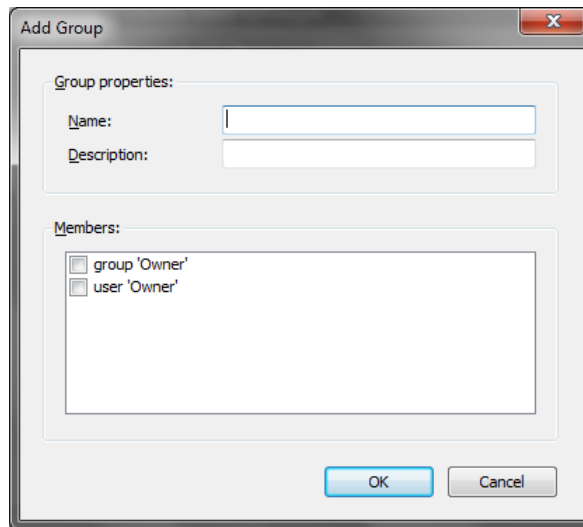 Add Group
Group properties:
Name:
Description:
Members:
group 'Owner'
user 'Owner'
OK
Cancel